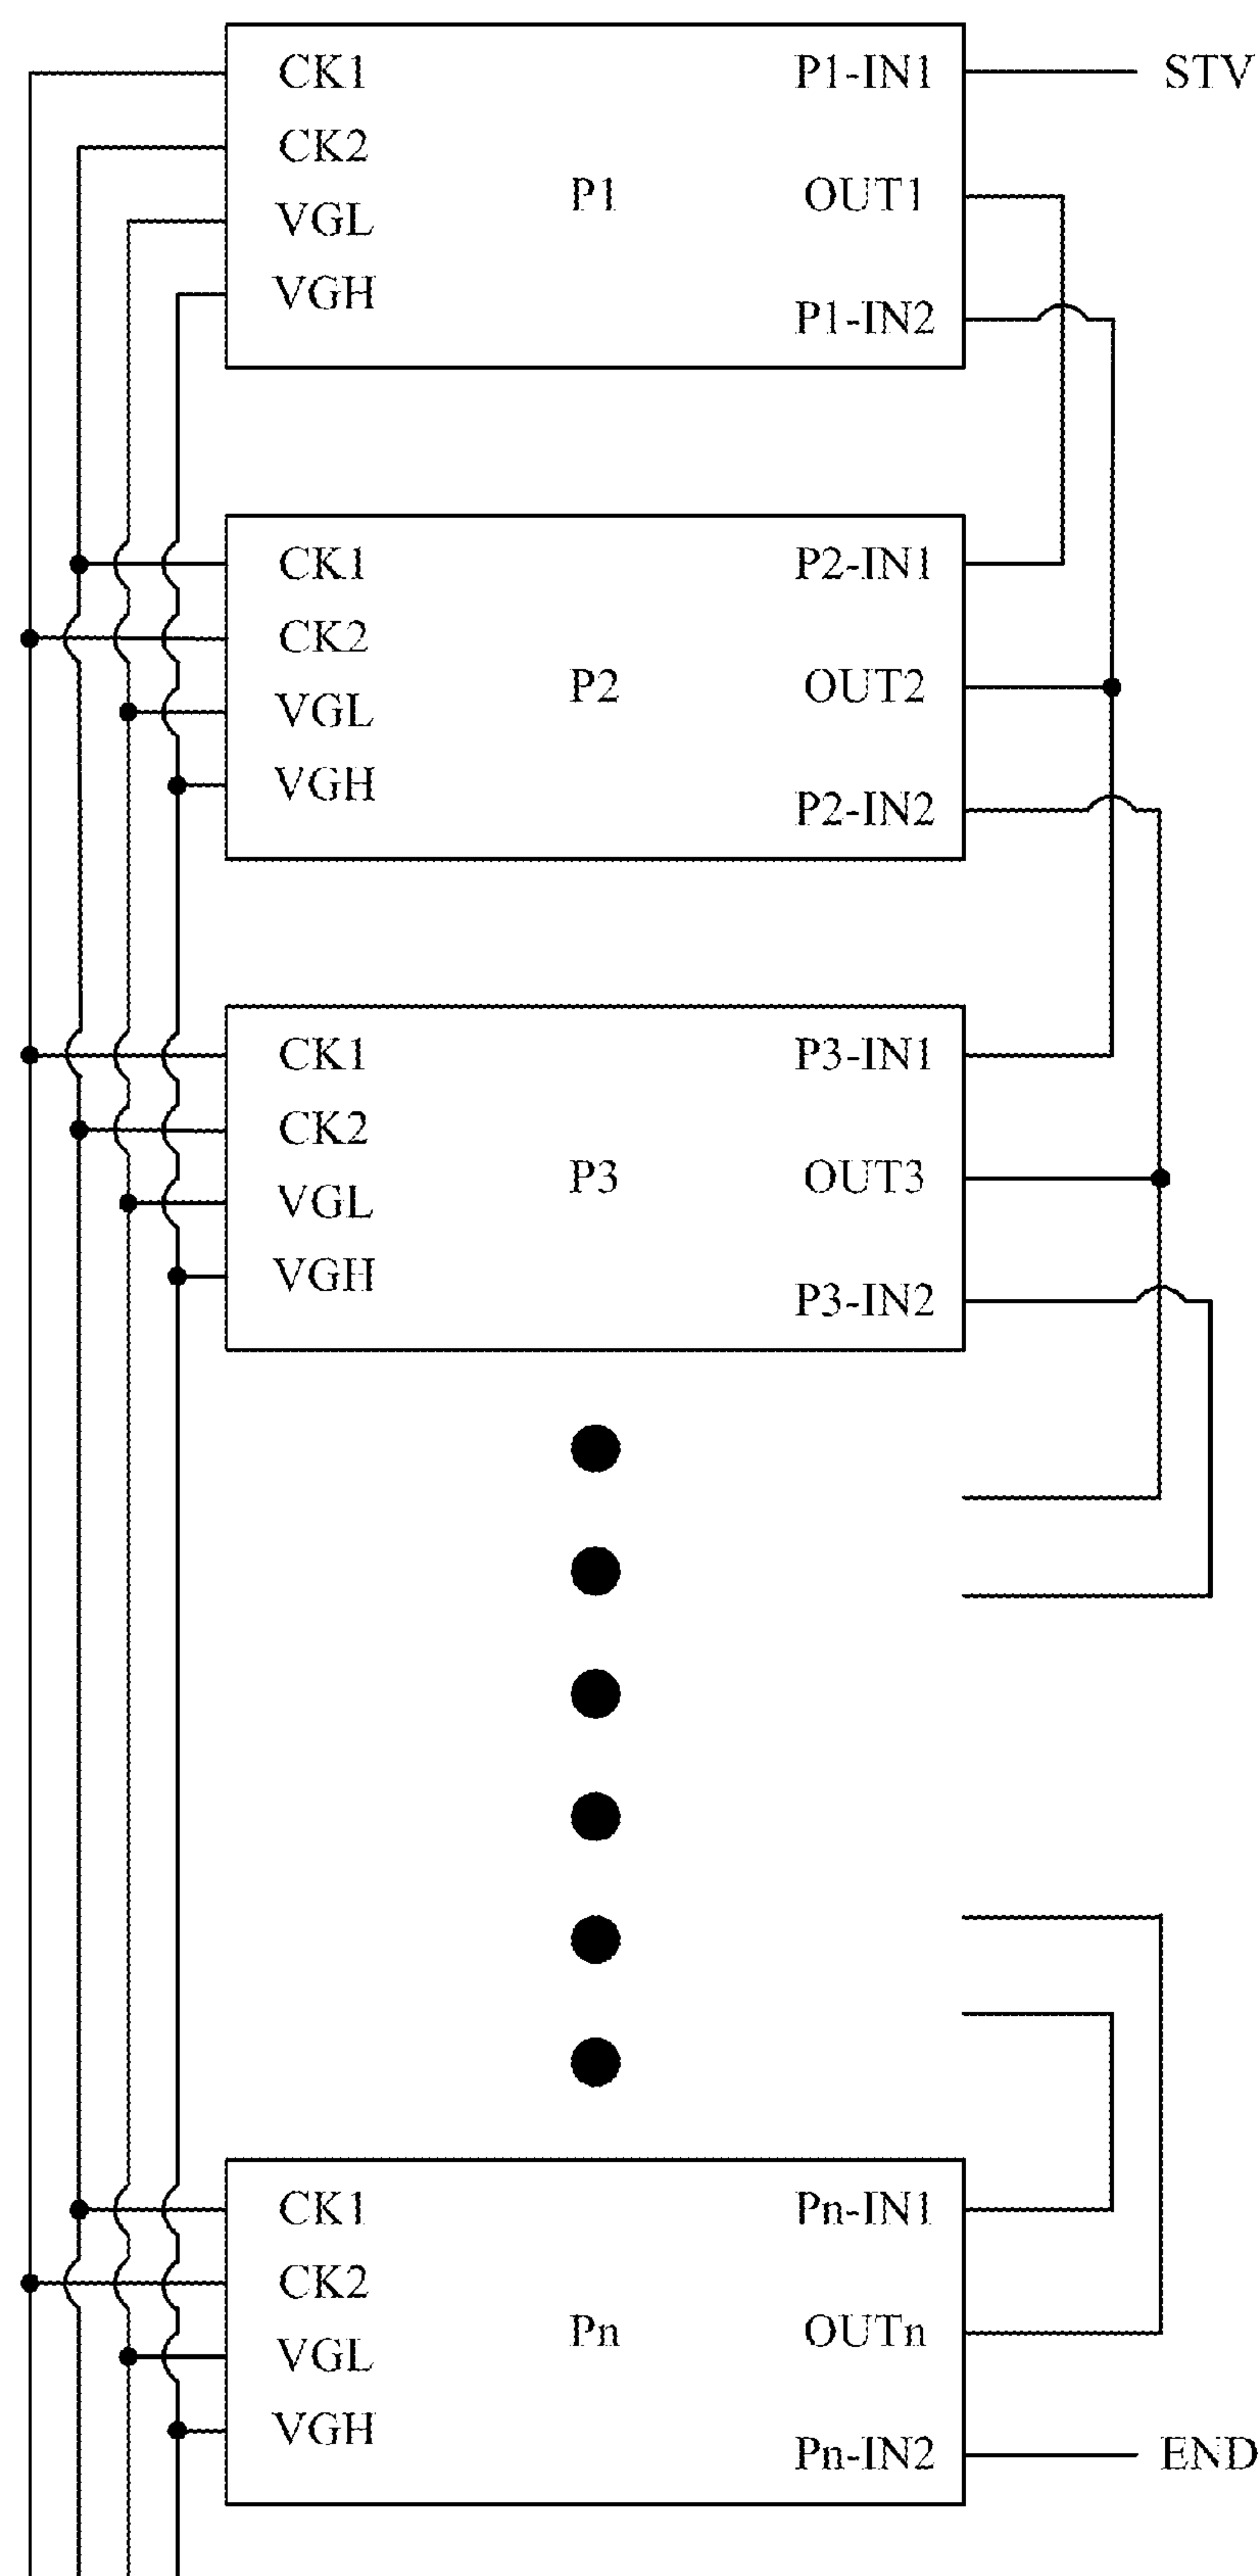 CK1 P1-IN1 STV
CK2
P1 OUT1
VGL
VGH
P1-IN2
CK1 P2-IN1
CK2
P2 OUT2
VGL
VGH
P2-IN2
CK1 P3-IN1
CK2
P3 OUT3
VGL
VGH
P3-IN2
CK1 Pn-IN1
CK2
Pn OUTn
VGL
VGH
Pn-IN2 END